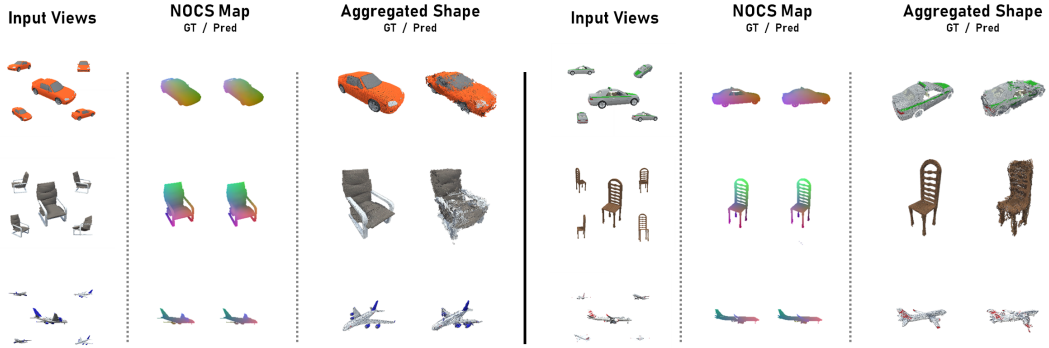 Input Views
NOCS Map
GT / Pred
Aggregated Shape
GT / Pred
Input Views
NOCS Map
GT / Pred
Aggregated Shape
GT / Pred